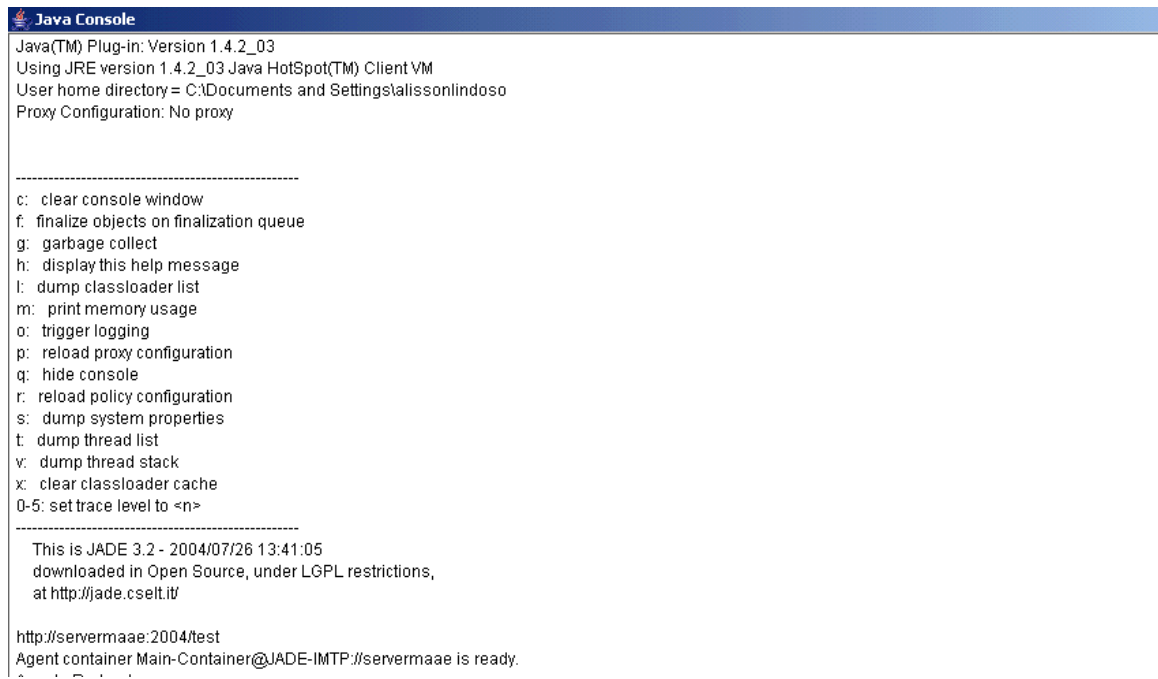 Java Console
Java(TM) Plug-in: Version 1.4.2_03
Using JRE version 1.4.2_03 Java HotSpot(TM) Client VM
User home directory = C:\Documents and Settings\alissonlindoso
Proxy Configuration: No proxy
----------------------------------------------------
c: clear console window
f: finalize objects on finalization queue
g: garbage collect
h: display this help message
l: dump classloader list
m: print memory usage
o: trigger logging
p: reload proxy configuration
q: hide console
r: reload policy configuration
s: dump system properties
t: dump thread list
v: dump thread stack
x: clear classloader cache
0-5: set trace level to <n>
----------------------------------------------------
This is JADE 3.2 - 2004/07/26 13:41:05
downloaded in Open Source, under LGPL restrictions,
at http://jade.cselt.it/
http://servermaae:2004/test
Agent container Main-Container@JADE-IMTP://servermaae is ready.